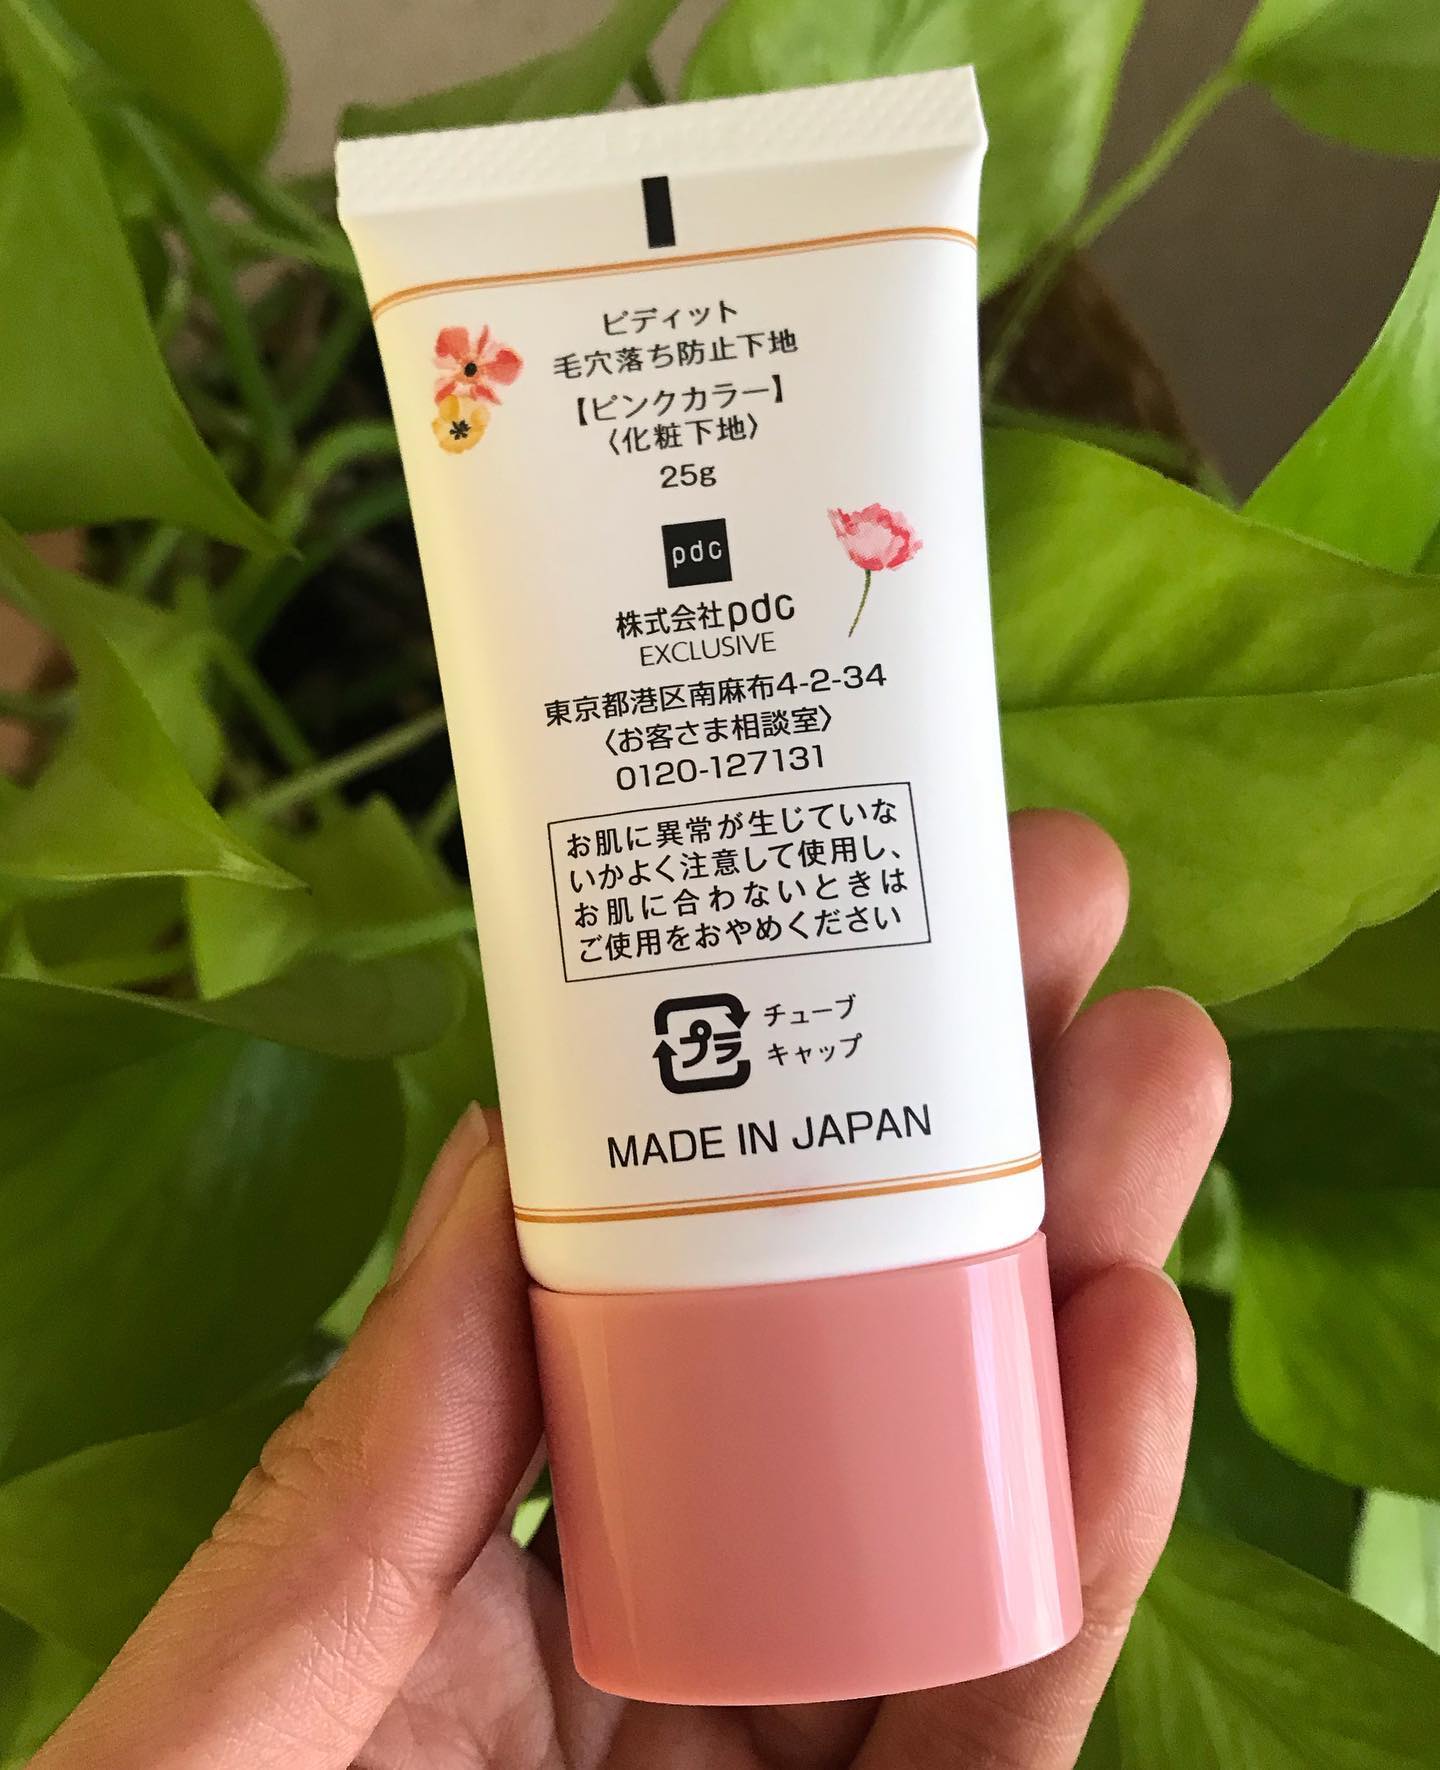 ピディット
毛穴落ち防止下地
【ピンクカラー】
〈化粧下地〉
25g
pdc
株式会社pdc
EXCLUSIVE
東京都港区南麻布4-2-34
〈お客さま相談室〉
0120-127131
お肌に異常が生じていな
いかよく注意して使用し、
お肌に合わないときは
ご使用をおやめください
プラ
チューブ
キャップ
MADE IN JAPAN